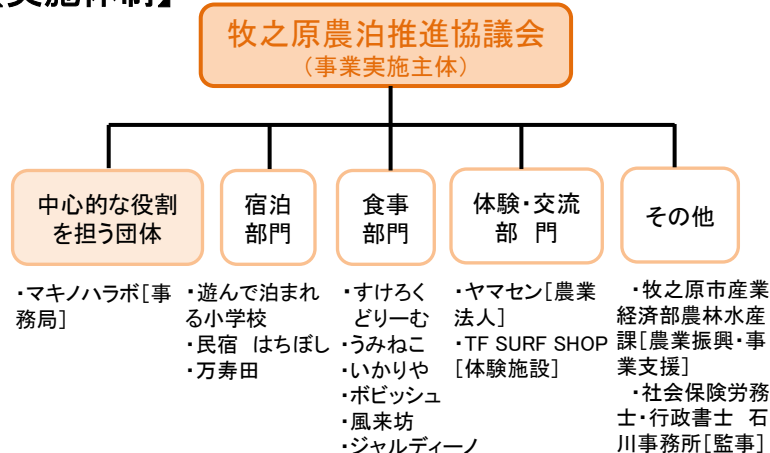 【実施体制】
牧之原農泊推進協議会
（事業実施主体）
中心的な役割
を担う団体
宿泊
部門
食事
部門
体験・交流
部　門
その他
・マキノハラボ［事
務局］
・遊んで泊まれ
る小学校
・民宿　はちぼし
・万寿田
・すけろく
どりーむ
・うみねこ
・いかりや
・ボビッシュ
・風来坊
・ジャルディーノ
・ヤマセン［農業
法人］
・TF SURF SHOP
［体験施設］
・牧之原市産業
経済部農林水産
課［農業振興・事
業支援］
・社会保険労務
士・行政書士　石
川事務所［監事］